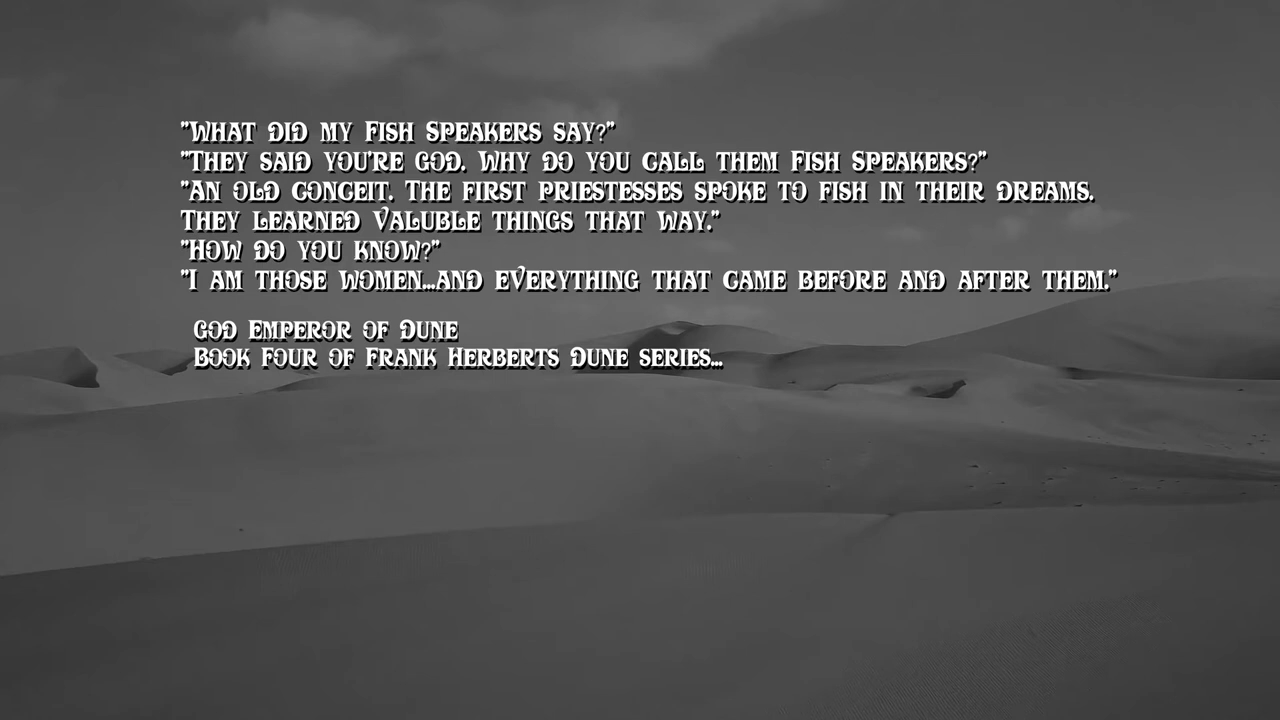 "What did my Fish Speakers say?"
"They said you're God. Why do you call them Fish Speakers?"
"An old conceit. The first priestesses spoke to fish in their dreams.
They learned valuble things that way."
"How do you know?"
"I am those women...and everything that came before and after them."
God Emperor of Dune
Book four of Frank Herberts Dune series...